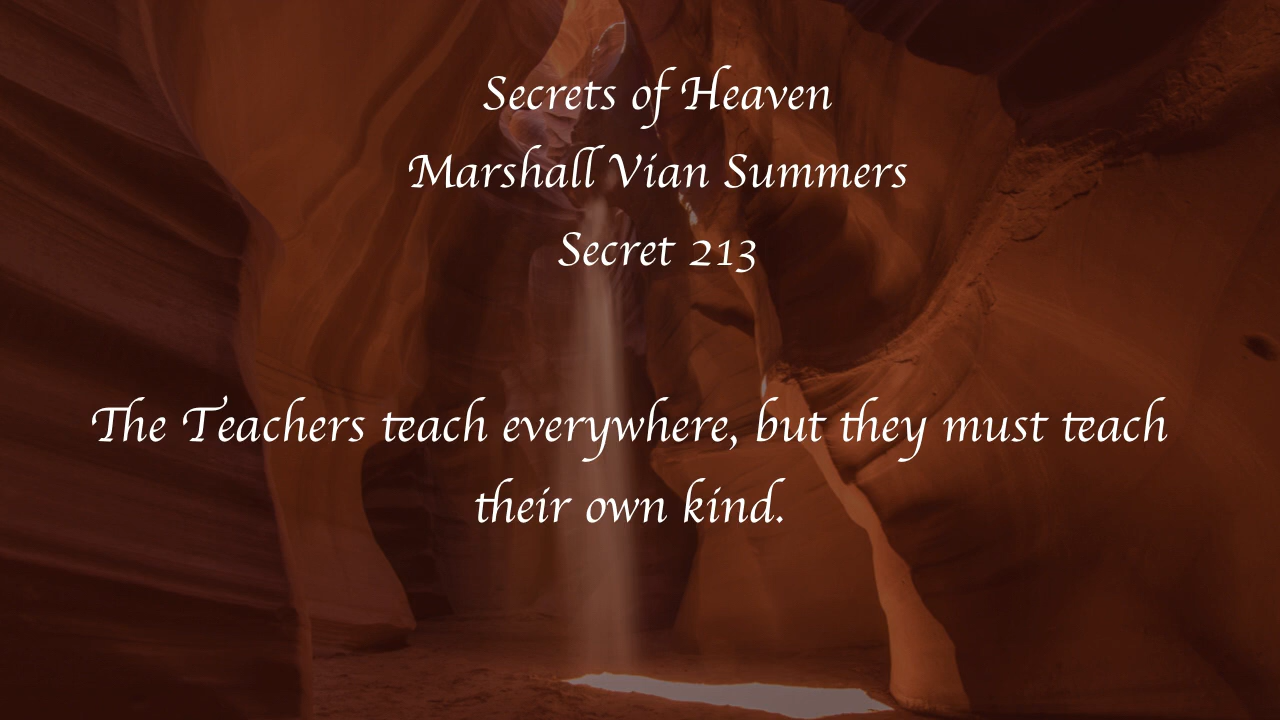 Secrets of Heaven
Marshall Vian Summers
Secret 213
The Teachers teach everywhere, but they must teach
their own kind.